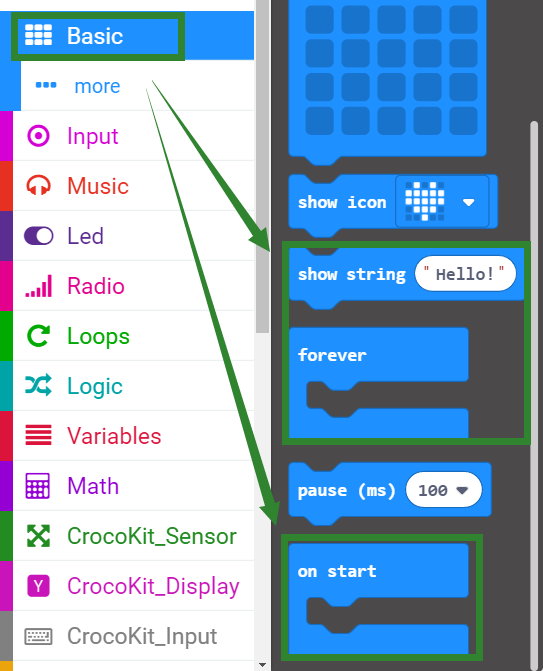 Basic
more
Input
Music
Led
Radio
Loops
Logic
Variables
Math
CrocoKit_Sensor
Y
CrocoKit_Display
CrocoKit_Input
show icon
show string "Hello!"
forever
pause (ms) 100
on start